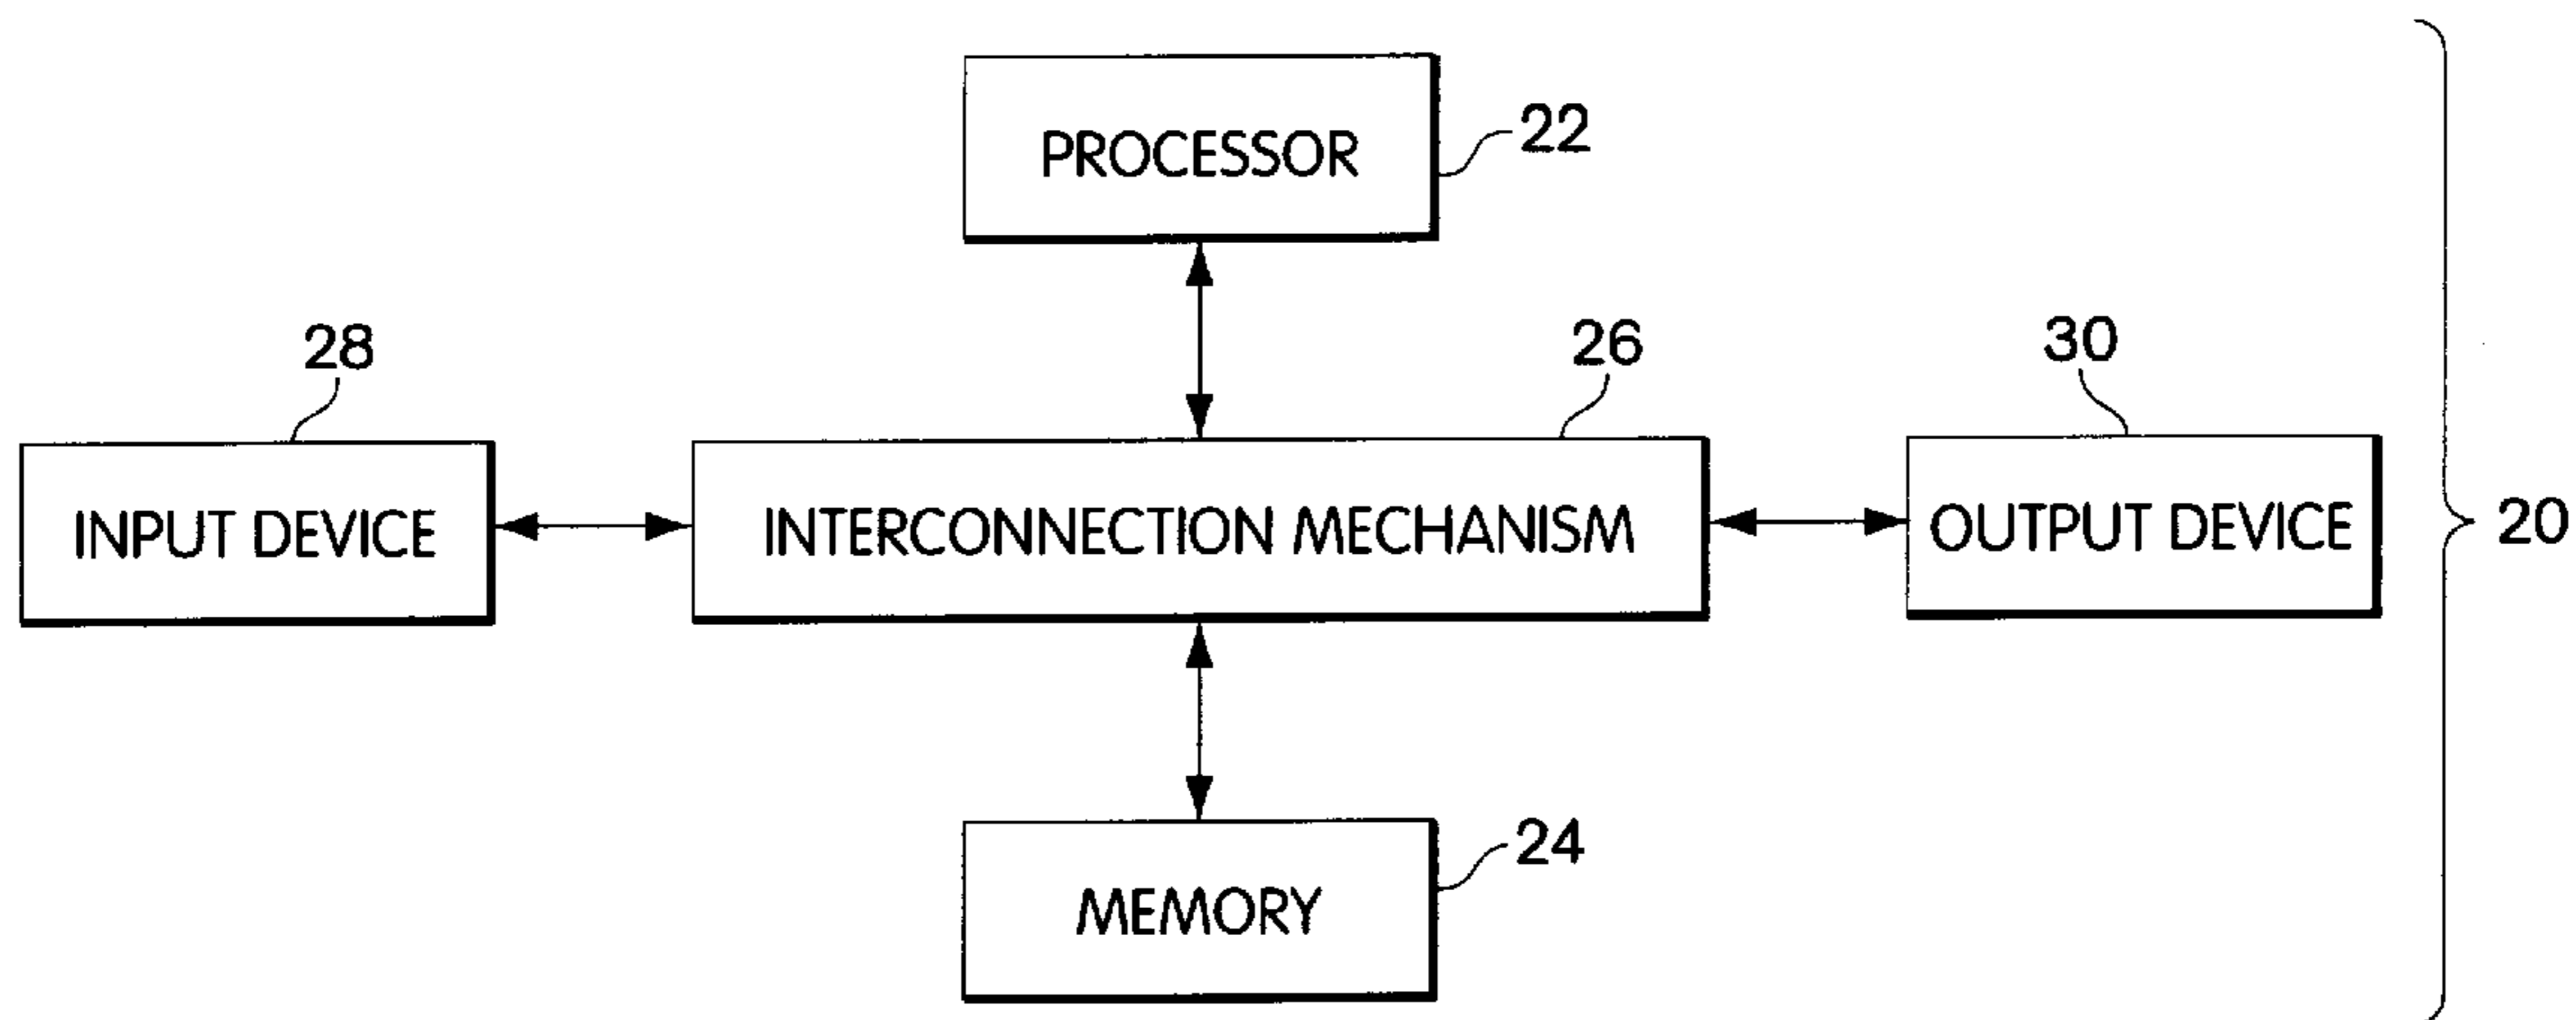 PROCESSOR
22
28
26
30
INPUT DEVICE
INTERCONNECTION MECHANISM
OUTPUT DEVICE
20
24
MEMORY